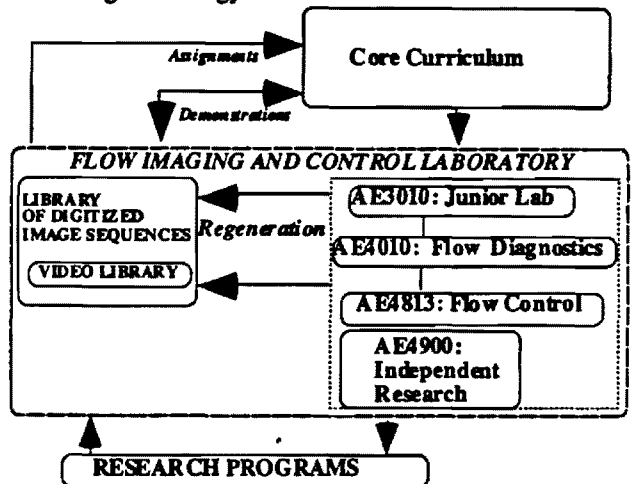 Assignments
Core Curriculum
Demonstrations
FLOW IMAGING AND CONTROL LABORATORY
LIBRARY
OF DIGITIZED
IMAGE SEQUENCES
VIDEO LIBRARY
Regeneration
AE3010: Junior Lab
AE4010: Flow Diagnostics
AE4813: Flow Control
AE4900:
Independent
Research
RESEARCH PROGRAMS